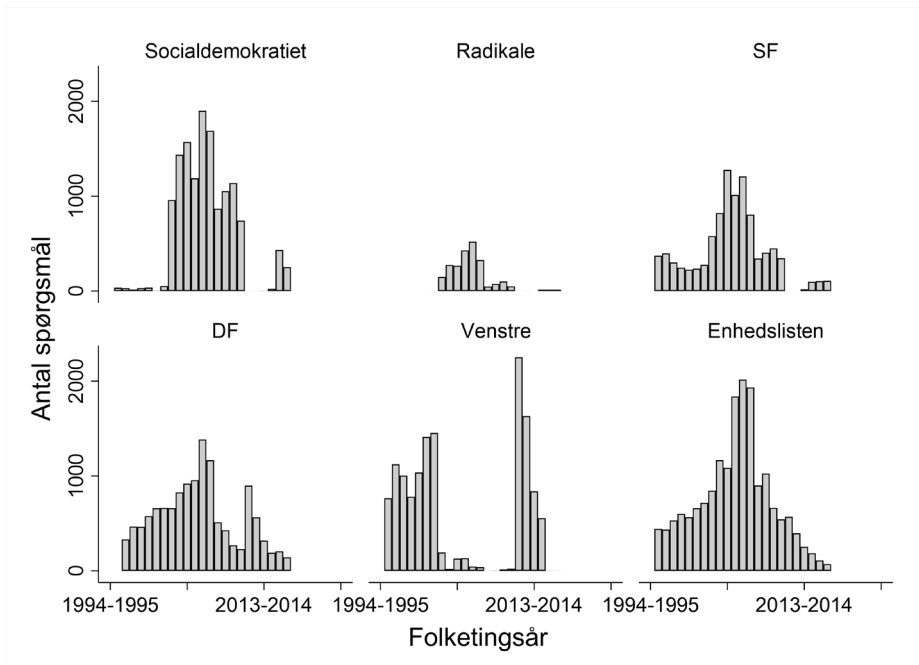 Socialdemokratiet
Radikale
SF
Antal spørgsmål
0
1000
2000
DF
Venstre
Enhedslisten
0
1000
2000
1994-1995
2013-2014
1994-1995
2013-2014
1994-1995
2013-2014
Folketingsår